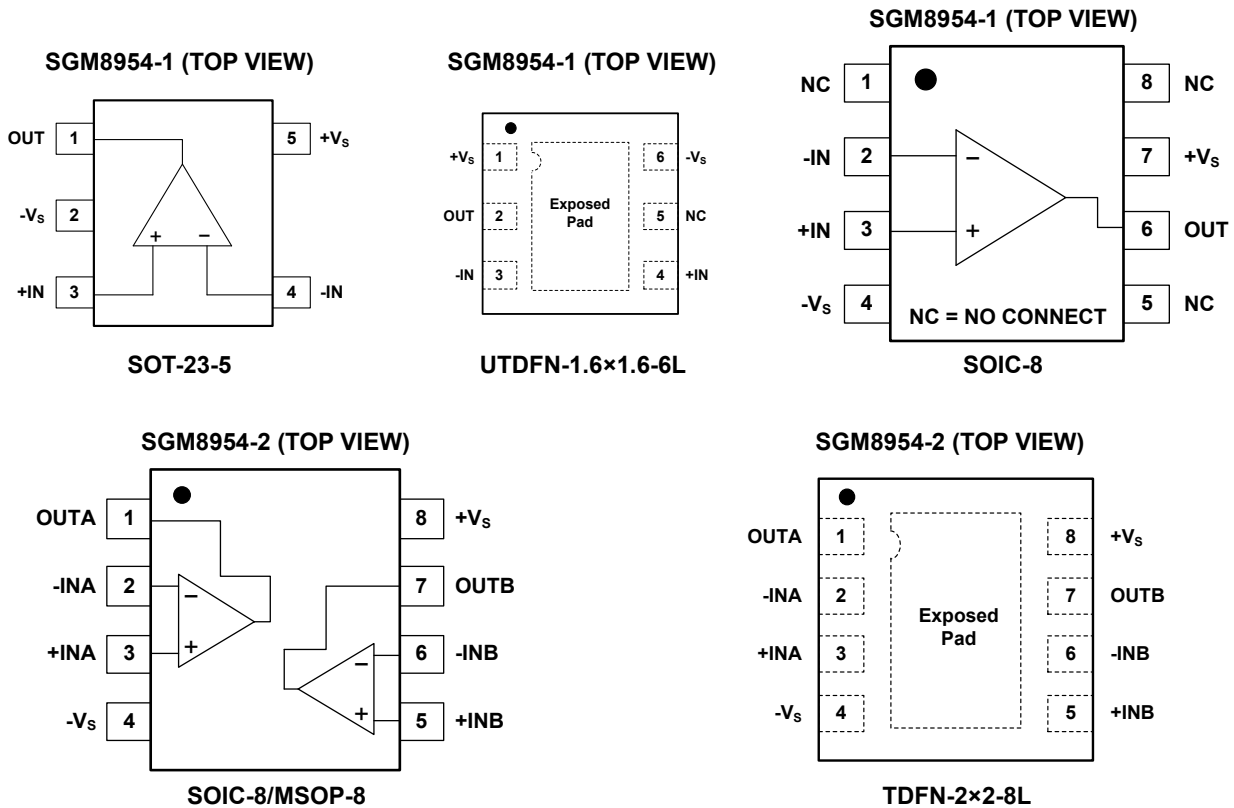 SGM8954-1 (TOP VIEW)
OUT 1
5 +VS
-VS 2
+IN 3
4 -IN
+ −
SOT-23-5
SGM8954-1 (TOP VIEW)
+VS 1
6 -VS
OUT 2
5 NC
-IN 3
4 +IN
Exposed
Pad
UTDFN-1.6×1.6-6L
SGM8954-1 (TOP VIEW)
NC 1
8 NC
-IN 2
−
7 +VS
+IN 3
+
6 OUT
-VS 4
5 NC
NC = NO CONNECT
SOIC-8
SGM8954-2 (TOP VIEW)
OUTA 1
8 +VS
-INA 2
−
7 OUTB
+INA 3
+
−
6 -INB
-VS 4
+
5 +INB
SOIC-8/MSOP-8
SGM8954-2 (TOP VIEW)
OUTA 1
8 +VS
-INA 2
7 OUTB
+INA 3
6 -INB
-VS 4
5 +INB
Exposed
Pad
TDFN-2×2-8L